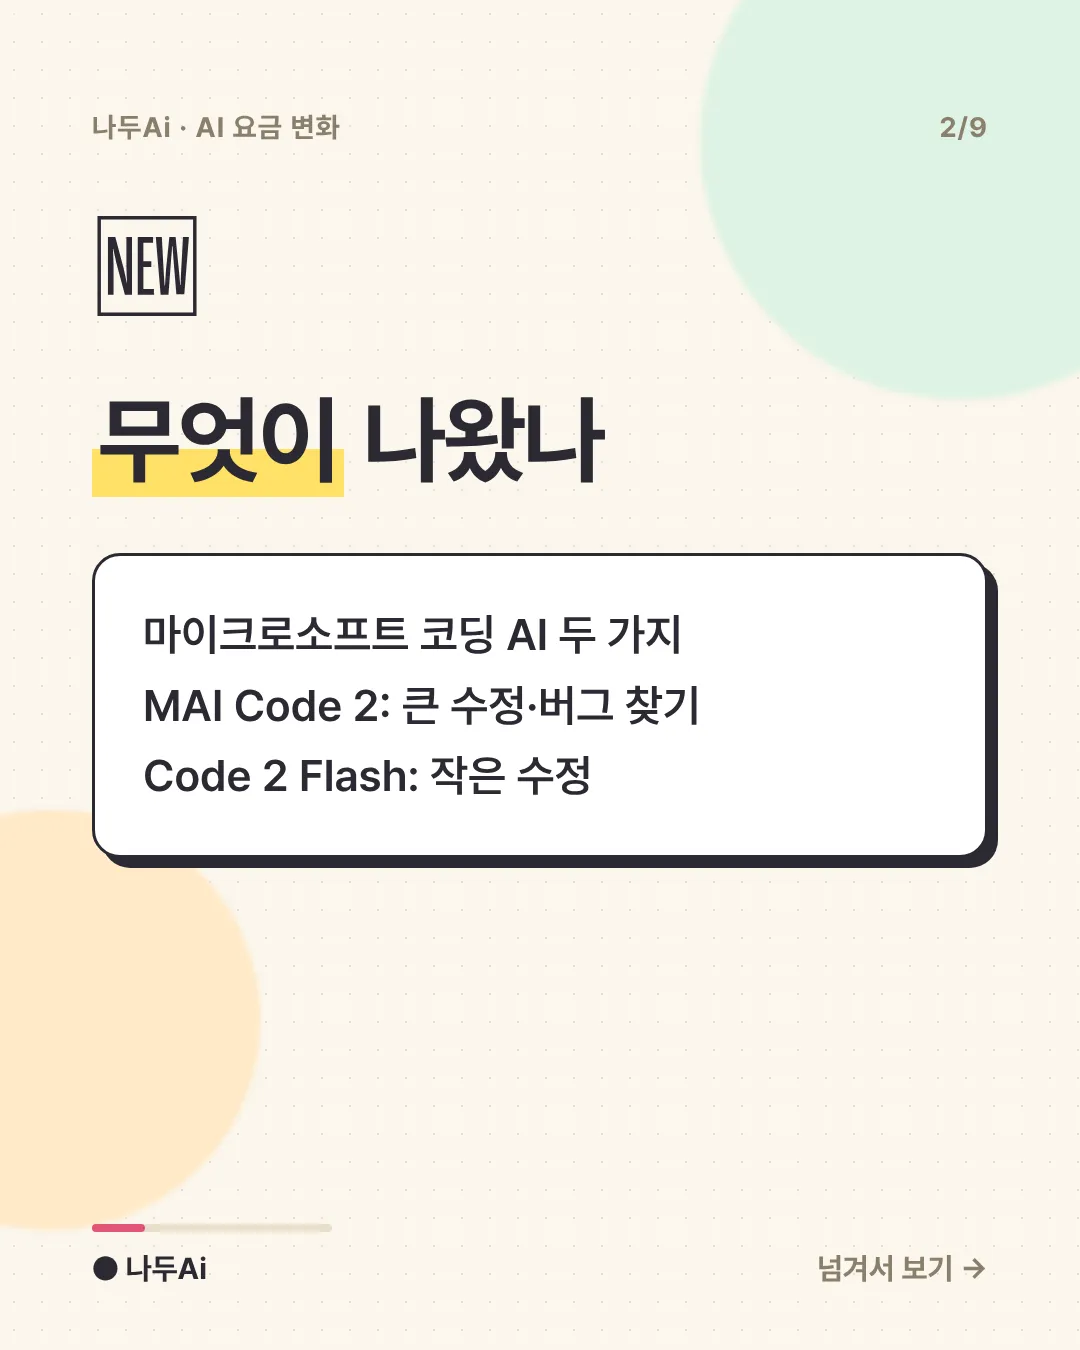 나두Ai · AI 요금 변화
2/9
NEW
무엇이 나왔나
마이크로소프트 코딩 AI 두 가지
MAI Code 2: 큰 수정·버그 찾기
Code 2 Flash: 작은 수정
나두Ai
넘겨서 보기 →